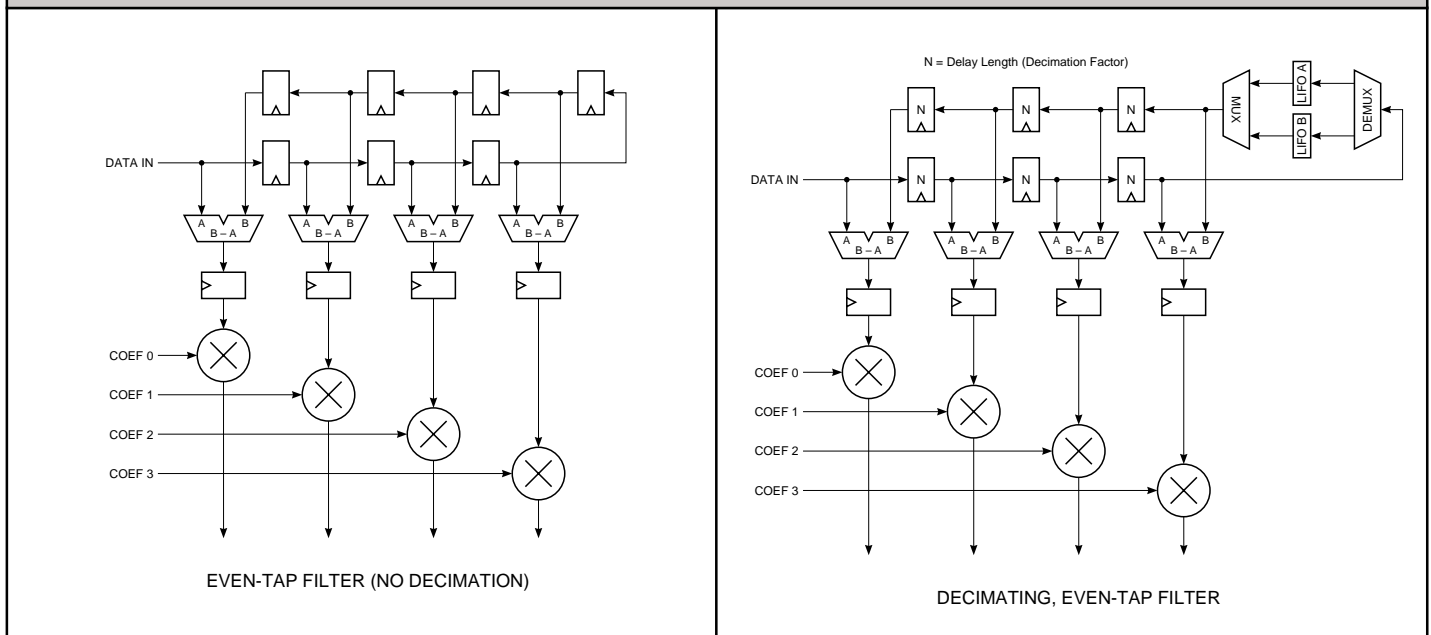 DATA IN
A B A B A B A B
B – A B – A B – A B – A
COEF 0
COEF 1
COEF 2
COEF 3
EVEN-TAP FILTER (NO DECIMATION)
N = Delay Length (Decimation Factor)
N N N
MUX
LIFO A
LIFO B
DEMUX
DATA IN
N N N
A B A B A B A B
B – A B – A B – A B – A
COEF 0
COEF 1
COEF 2
COEF 3
DECIMATING, EVEN-TAP FILTER